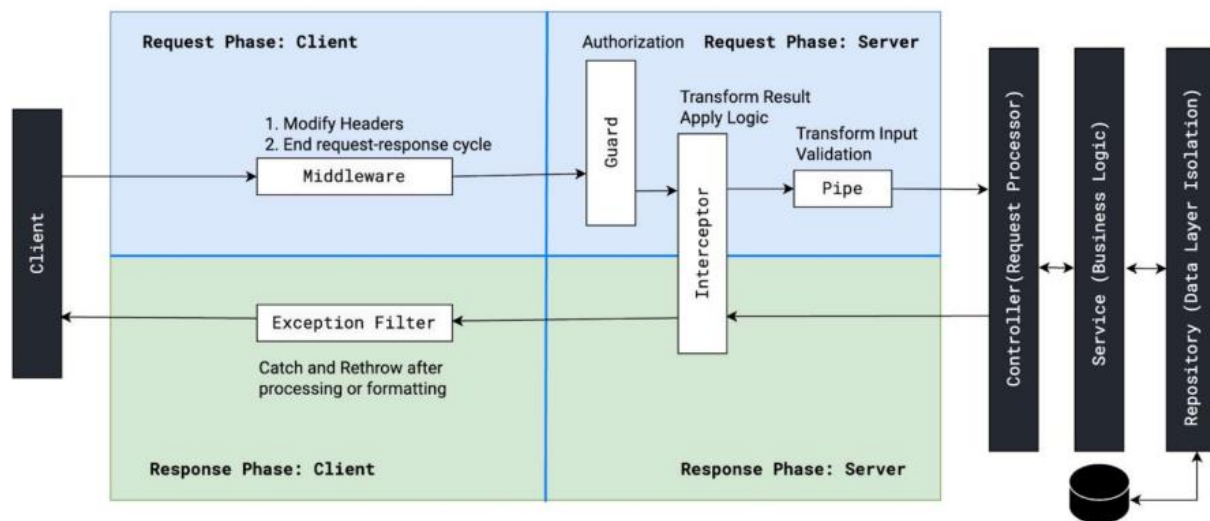 Request Phase: Client
Authorization
Request Phase: Server
1. Modify Headers
2. End request-response cycle
Middleware
Guard
Transform Result
Apply Logic
Transform Input
Validation
Pipe
Client
Interceptor
Exception Filter
Catch and Rethrow after
processing or formatting
Response Phase: Client
Response Phase: Server
Controller(Request Processor)
Service (Business Logic)
Repository (Data Layer Isolation)